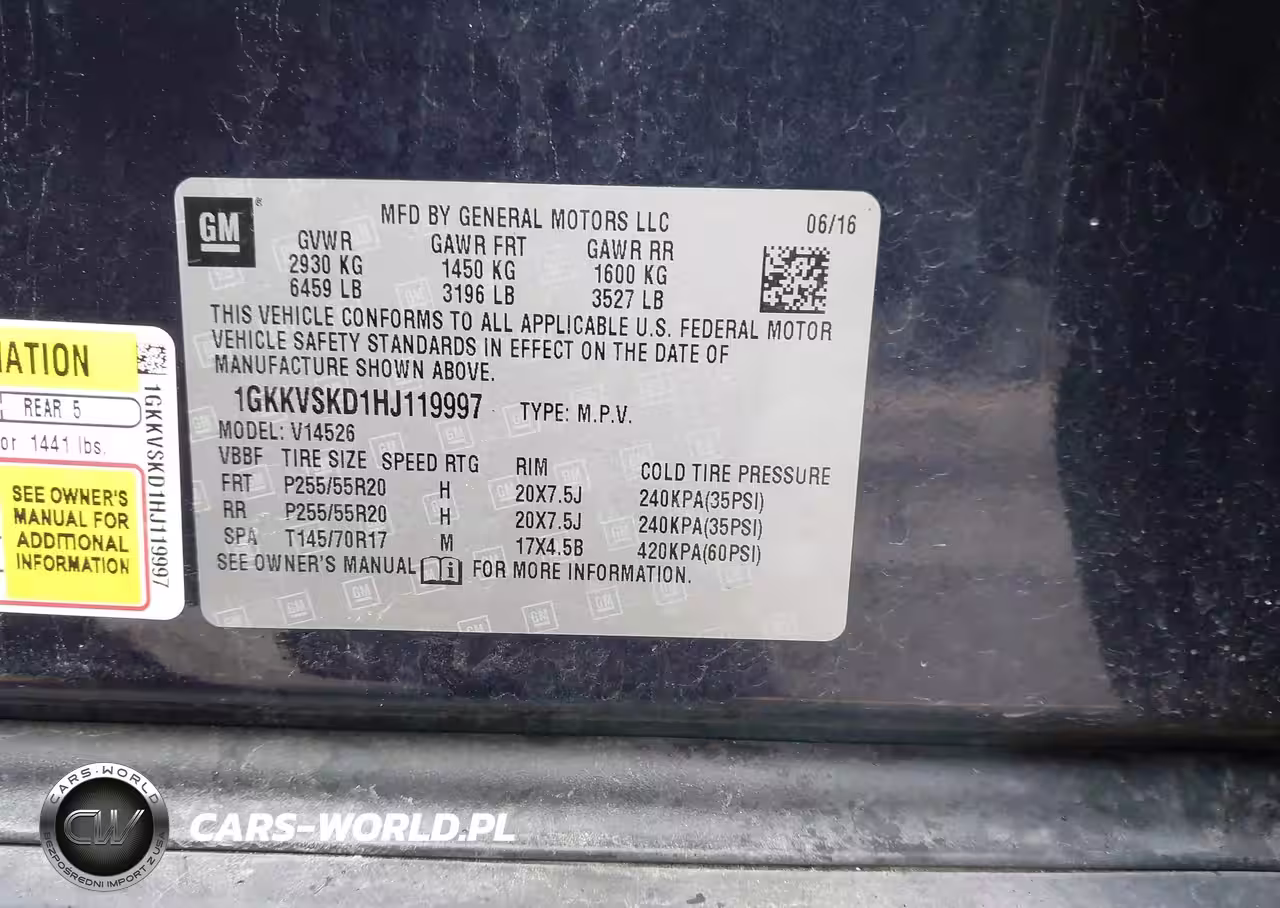 GM
MFD BY GENERAL MOTORS LLC 06/16
GVWR GAWR FRT GAWR RR
2930 KG 1450 KG 1600 KG
6459 LB 3196 LB 3527 LB
THIS VEHICLE CONFORMS TO ALL APPLICABLE U.S. FEDERAL MOTOR
VEHICLE SAFETY STANDARDS IN EFFECT ON THE DATE OF
MANUFACTURE SHOWN ABOVE.
1GKKVSKD1HJ119997 TYPE: M.P.V.
MODEL: V14526
VBBF TIRE SIZE SPEED RTG RIM COLD TIRE PRESSURE
FRT P255/55R20 H 20X7.5J 240KPA(35PSI)
RR P255/55R20 H 20X7.5J 240KPA(35PSI)
SPA T145/70R17 M 17X4.5B 420KPA(60PSI)
SEE OWNER'S MANUAL FOR MORE INFORMATION.
REAR 5
or 1441 lbs.
SEE OWNER'S
MANUAL FOR
ADDITIONAL
INFORMATION
1GKKVSKD1HJ119997
CARS-WORLD
CW
BEZPOŚREDNI IMPORT Z USA
CARS-WORLD.PL